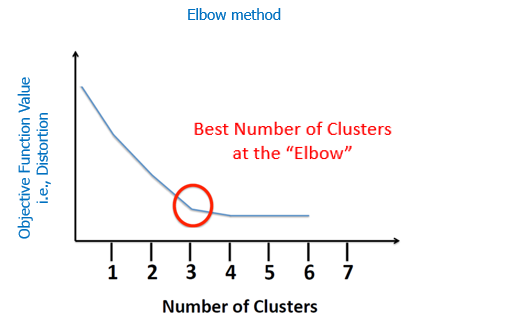 Elbow method
Objective Function Value
i.e., Distortion
Best Number of Clusters
at the “Elbow”
1 2 3 4 5 6 7
Number of Clusters